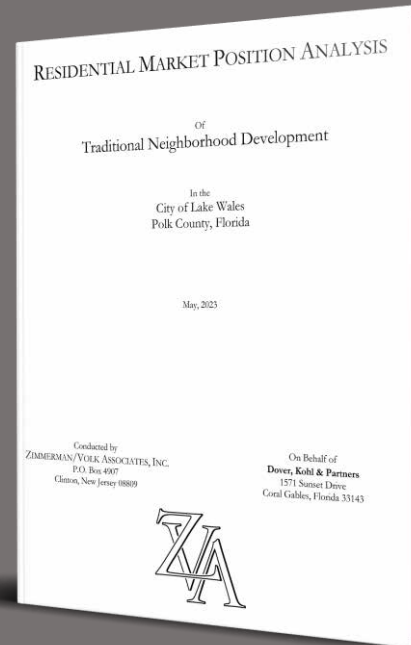 RESIDENTIAL MARKET POSITION ANALYSIS
Of
Traditional Neighborhood Development
In the
City of Lake Wales
Polk County, Florida
May, 2023
Conducted by
ZIMMERMAN/VOLK ASSOCIATES, INC.
P.O. Box 4907
Clinton, New Jersey 08809
On Behalf of
Dover, Kohl & Partners
1571 Sunset Drive
Coral Gables, Florida 33143
ZVA